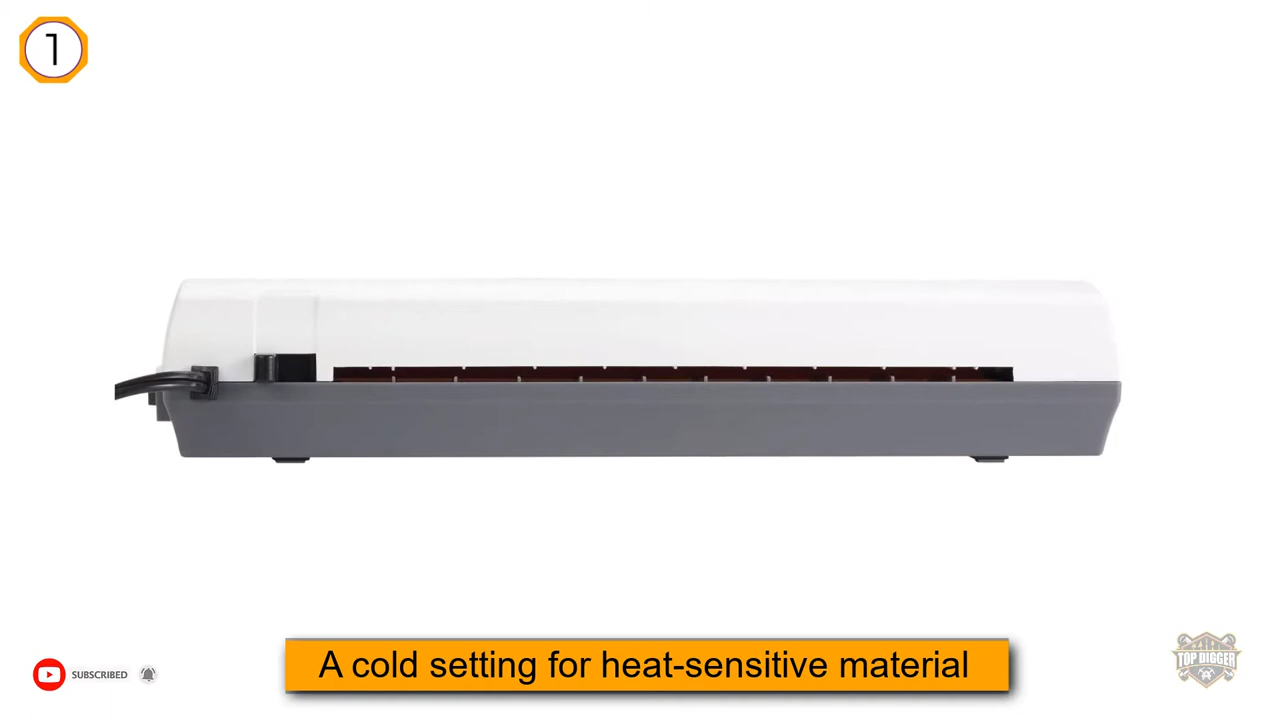 1
A cold setting for heat-sensitive material
SUBSCRIBED
TOP DIGGER